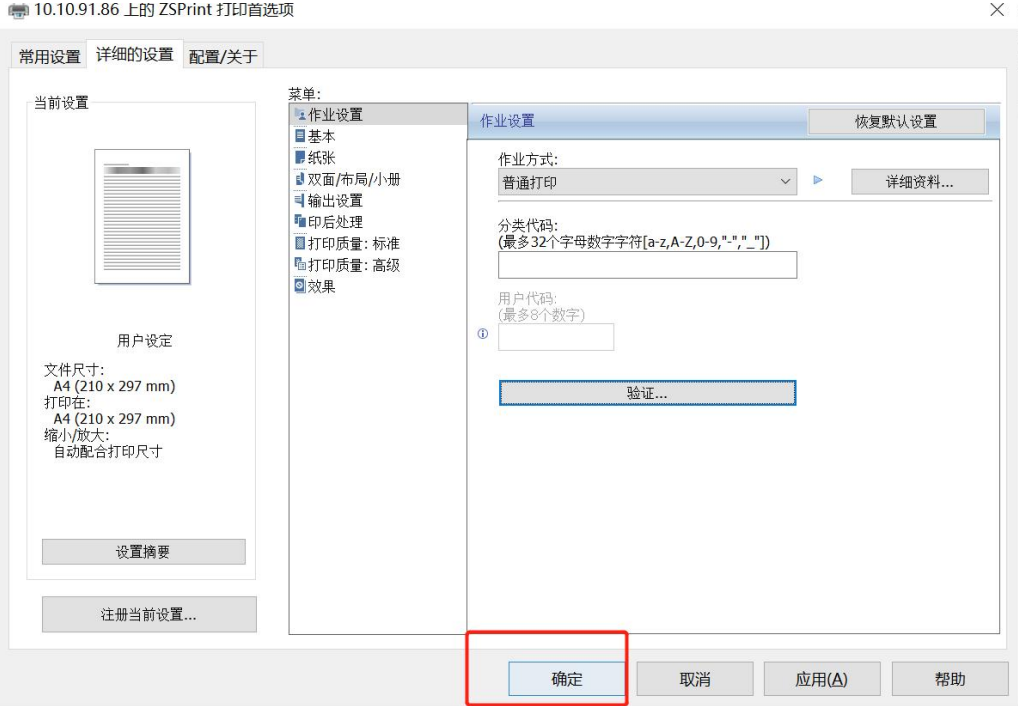 10.10.91.86 上的 ZSPrint 打印首选项
常用设置
详细的设置
配置/关于
当前设置
用户设定
文件尺寸:
A4 (210 x 297 mm)
打印在:
A4 (210 x 297 mm)
缩小/放大:
自动配合打印尺寸
设置摘要
注册当前设置...
菜单:
作业设置
基本
纸张
双面/布局/小册
输出设置
印后处理
打印质量: 标准
打印质量: 高级
效果
作业设置
恢复默认设置
作业方式:
普通打印
详细资料...
分类代码:
(最多32个字母数字字符[a-z,A-Z,0-9,"-","_"])
用户代码:
(最多8个数字)
验证...
确定
取消
应用(A)
帮助